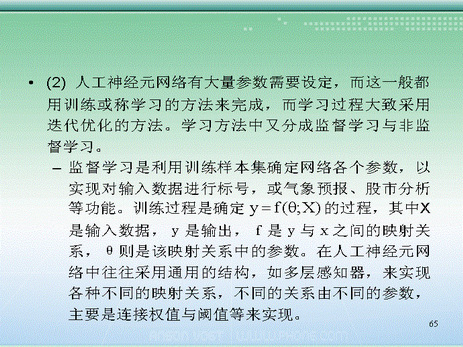 • (2) 人工神经元网络有大量参数需要设定，而这一般都
用训练或称学习的方法来完成，而学习过程大致采用
迭代优化的方法。学习方法中又分成监督学习与非监
督学习。
– 监督学习是利用训练样本集确定网络各个参数，以
实现对输入数据进行标号，或气象预报、股市分析
等功能。训练过程是确定 y=f(θ;X) 的过程，其中X
是输入数据，y是输出，f是y与x之间的映射关
系，θ则是该映射关系中的参数。在人工神经元网
络中往往采用通用的结构，如多层感知器，来实现
各种不同的映射关系，不同的关系由不同的参数，
主要是连接权值与阈值等来实现。
65